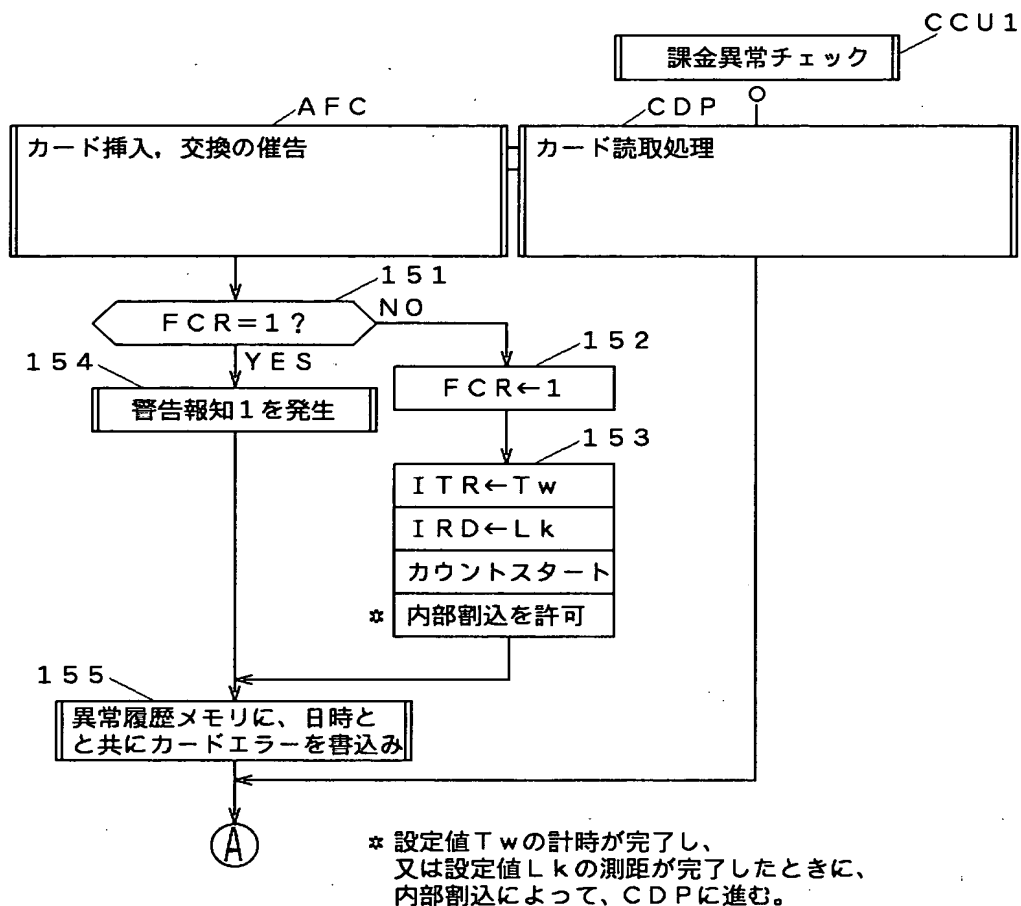 CCU1
課金異常チェック
AFC
CDP
カード挿入,交換の催告
カード読取処理
151
FCR=1?
NO
YES
152
FCR←1
154
警告報知1を発生
153
ITR←Tw
IRD←Lk
カウントスタート
* 内部割込を許可
155
異常履歴メモリに、日時と
と共にカードエラーを書込み
A
* 設定値Twの計時が完了し、
又は設定値Lkの測距が完了したときに、
内部割込によって、CDPに進む。